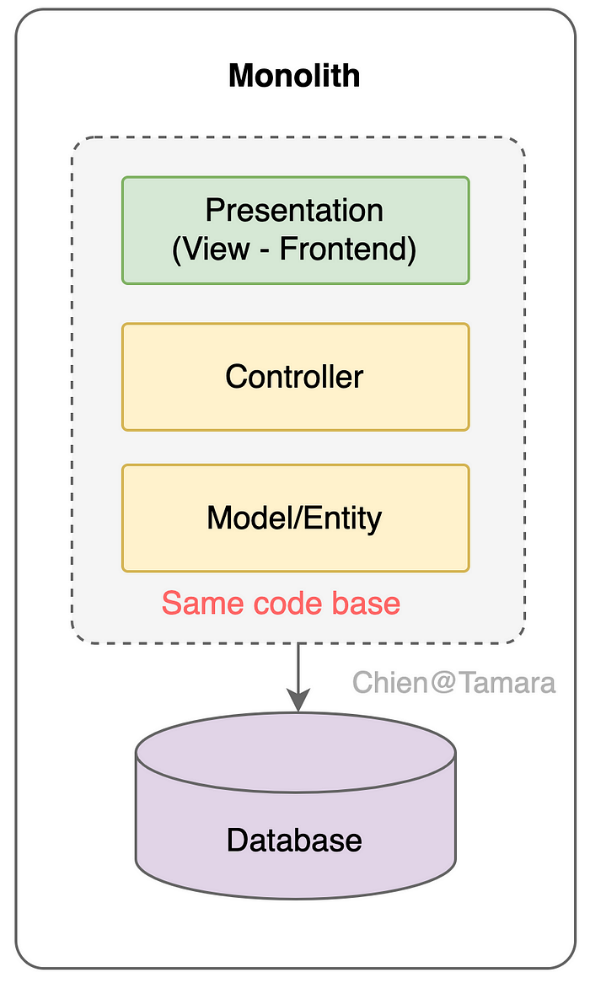 Monolith
Presentation
(View - Frontend)
Controller
Model/Entity
Same code base
Chien@Tamara
Database